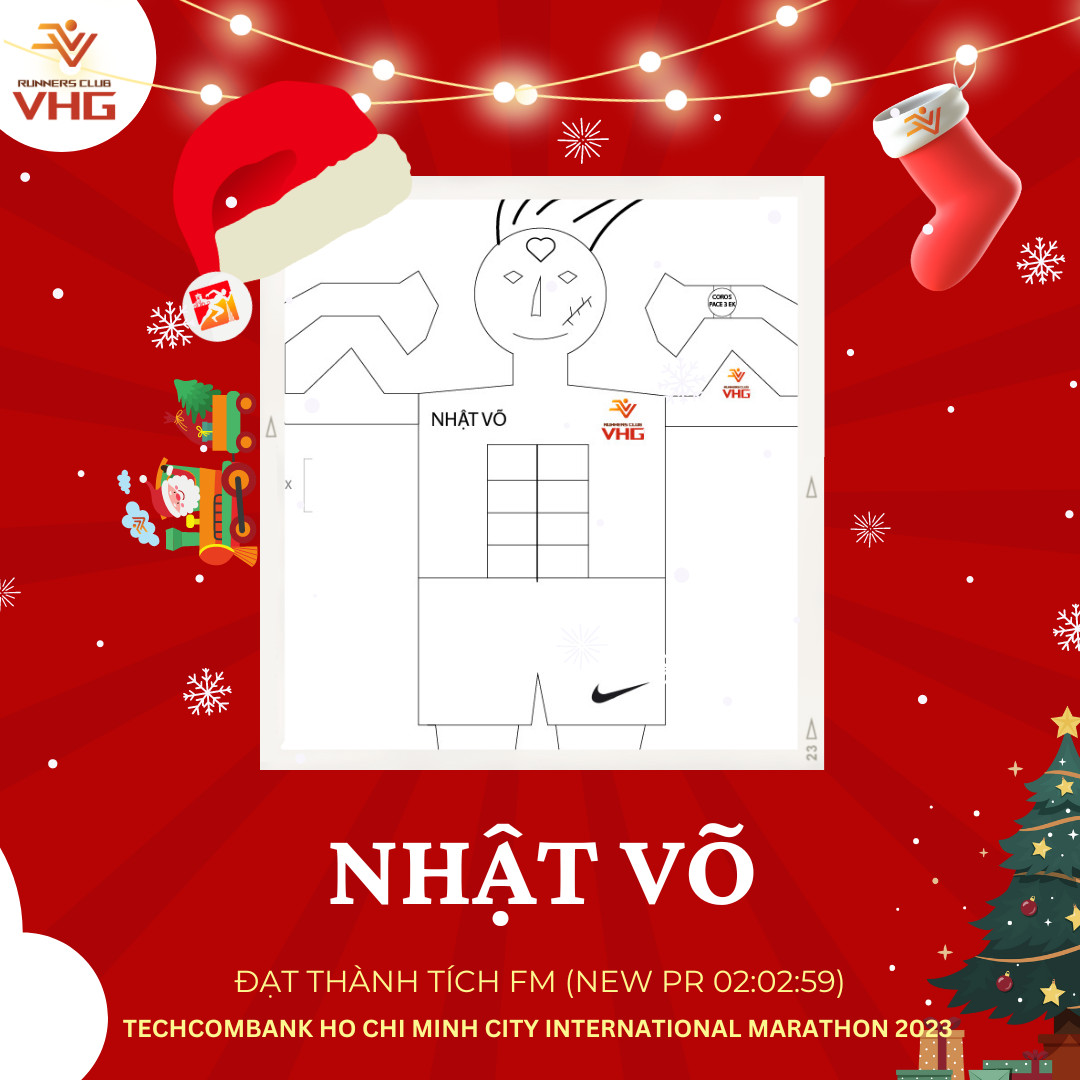 RUNNERS CLUB
VHG
COROS
PACE 3 EK
RUNNERS CLUB
VHG
NHẬT VÕ
RUNNERS CLUB
VHG
X
23
NHẬT VÕ
ĐẠT THÀNH TÍCH FM (NEW PR 02:02:59)
TECHCOMBANK HO CHI MINH CITY INTERNATIONAL MARATHON 2023